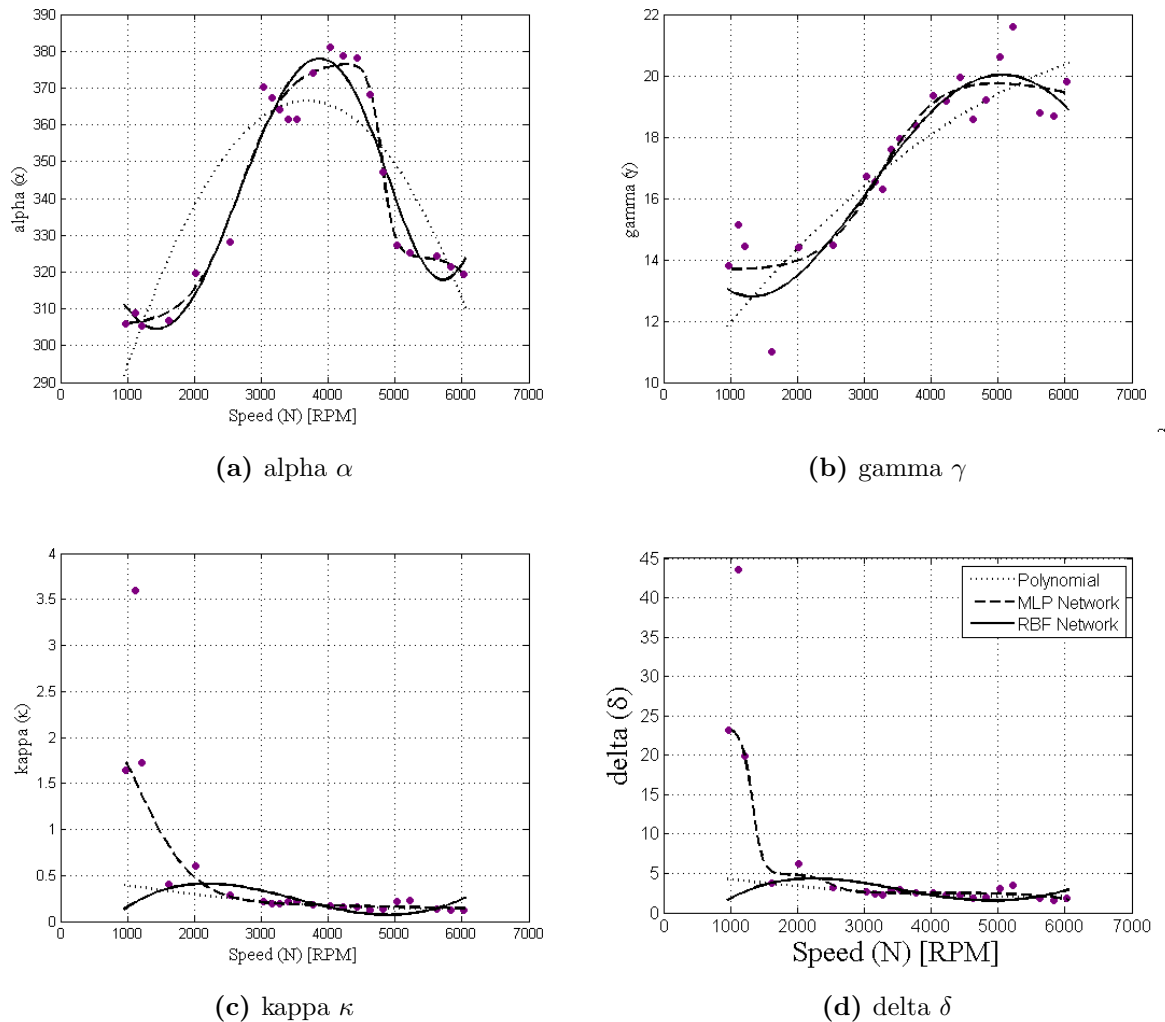 390
380
370
360
350
340
330
320
310
300
290
alpha (α)
0 1000 2000 3000 4000 5000 6000 7000
Speed (N) [RPM]
(a) alpha α
22
20
18
16
14
12
10
gamma (γ)
0 1000 2000 3000 4000 5000 6000 7000
(b) gamma γ
4
3.5
3
2.5
2
1.5
1
0.5
0
kappa (κ)
0 1000 2000 3000 4000 5000 6000 7000
Speed (N) [RPM]
(c) kappa κ
45
40
35
30
25
20
15
10
5
0
delta (δ)
Polynomial
MLP Network
RBF Network
0 1000 2000 3000 4000 5000 6000 7000
Speed (N) [RPM]
(d) delta δ